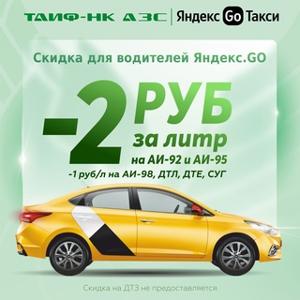 ТАИФ-НК АЗС | Яндекс Go Такси
Скидка для водителей Яндекс.GO
-2 РУБ
за литр
на АИ-92 и АИ-95
-1 руб/л на АИ-98, ДТЛ, ДТЕ, СУГ
Скидка на ДТЗ не предоставляется.